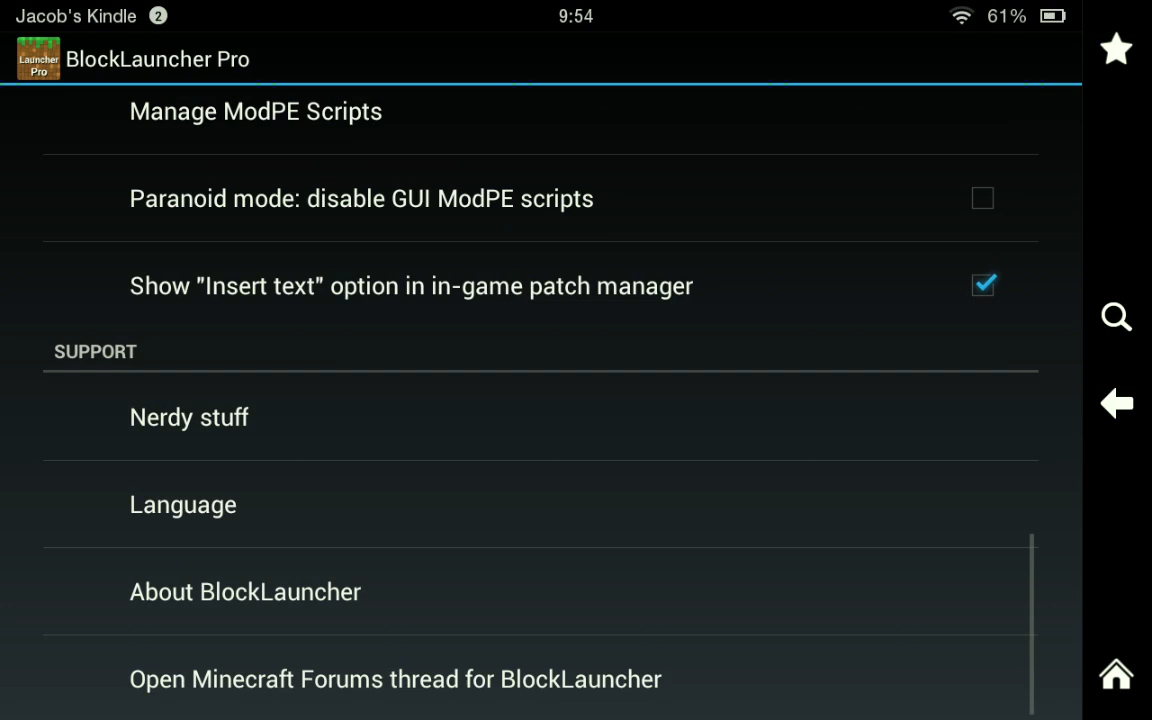 Jacob's Kindle 2 9:54 61%
Launcher
Pro
BlockLauncher Pro
Manage ModPE Scripts
Paranoid mode: disable GUI ModPE scripts
Show "Insert text" option in in-game patch manager
SUPPORT
Nerdy stuff
Language
About BlockLauncher
Open Minecraft Forums thread for BlockLauncher